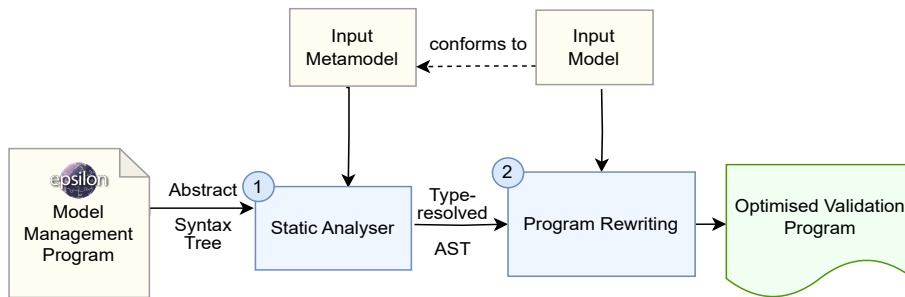 Input
Metamodel
conforms to
Input
Model
epsilon
Model
Management
Program
Abstract
Syntax
Tree
1
Static Analyser
Type-
resolved
AST
2
Program Rewriting
Optimised Validation
Program